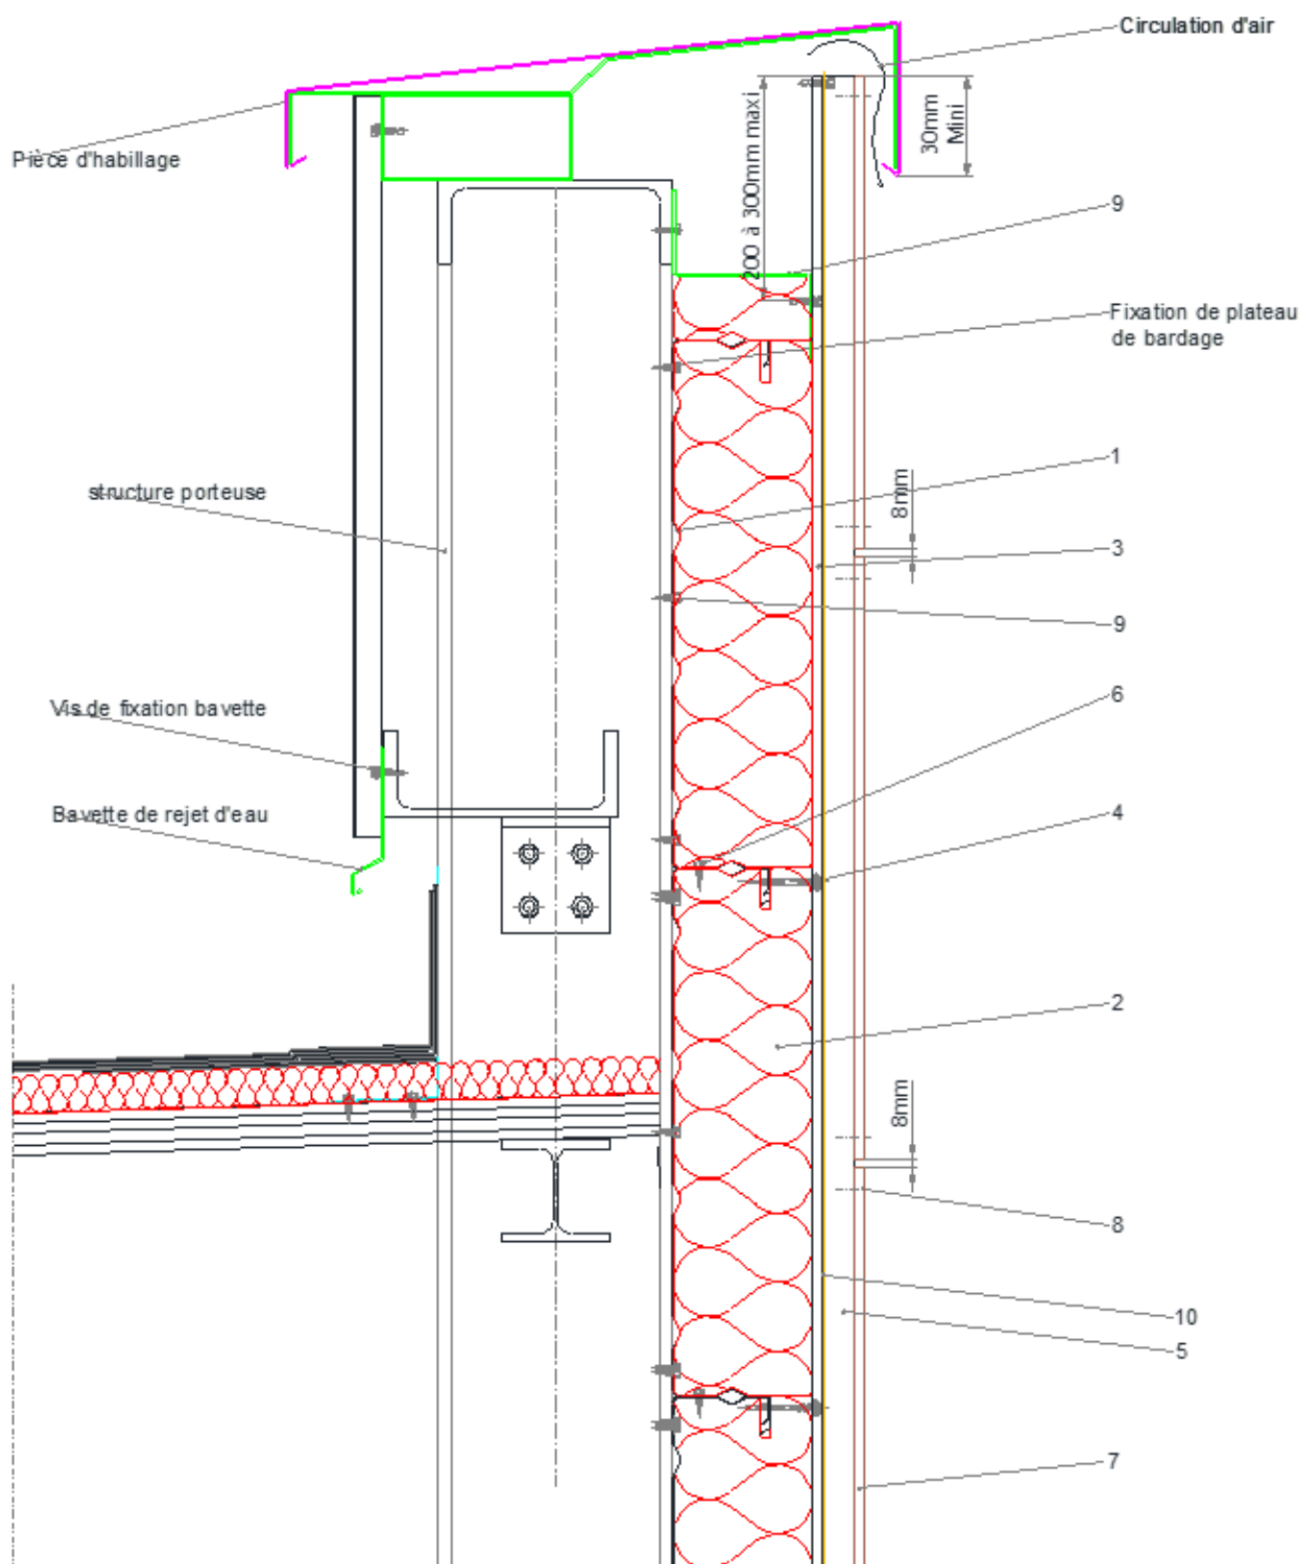 Circulation d'air
Pièce d'habillage
30mm
Mini
200 à 300mm maxi
9
Fixation de plateau
de bardage
1
8mm
structure porteuse
3
9
6
Vis de fixation bavette
4
Bavette de rejet d'eau
2
8mm
8
10
5
7